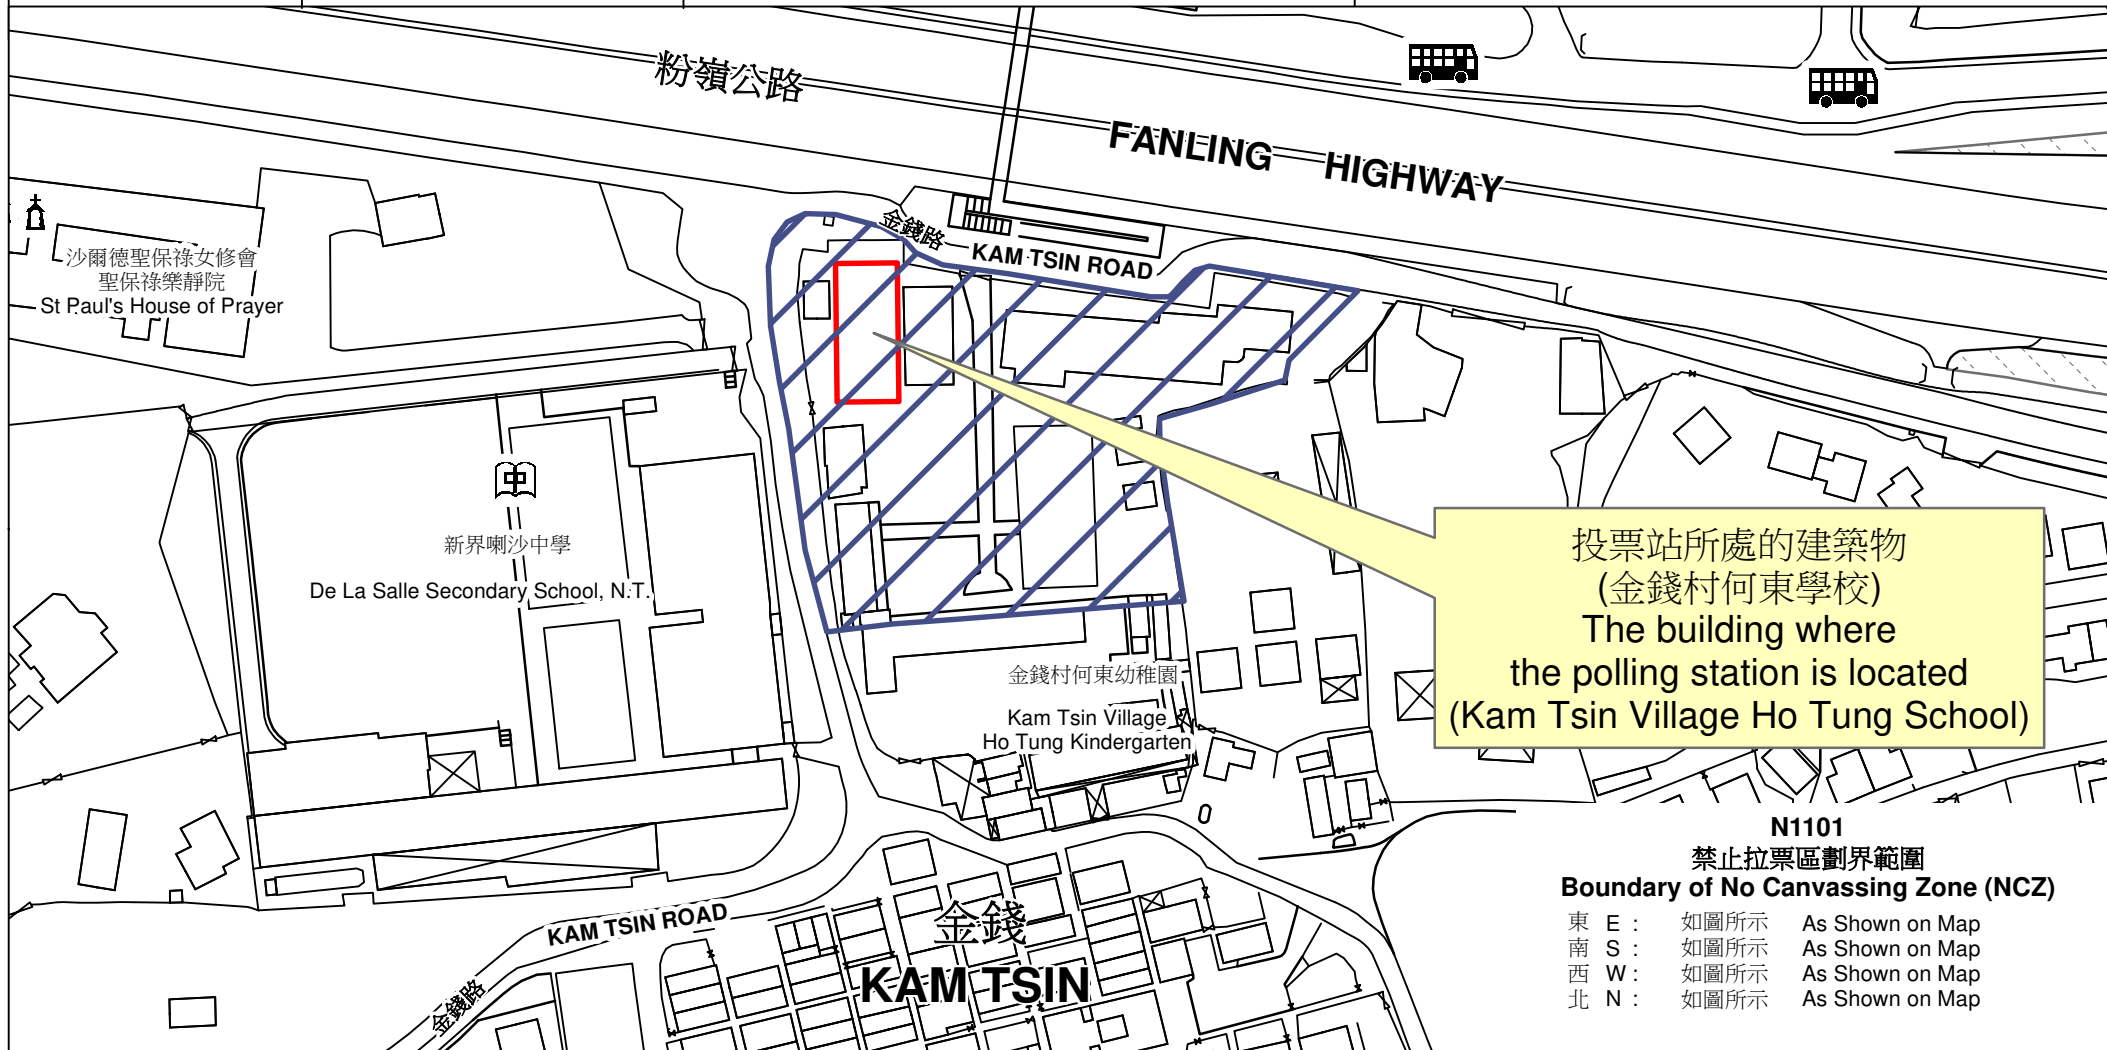 粉嶺公路
FANLING HIGHWAY
金錢路
KAM TSIN ROAD
沙爾德聖保祿女修會
聖保祿樂靜院
St Paul's House of Prayer
中
新界喇沙中學
De La Salle Secondary School, N.T.
投票站所處的建築物
(金錢村何東學校)
The building where
the polling station is located
(Kam Tsin Village Ho Tung School)
金錢村何東幼稚園
Kam Tsin Village
Ho Tung Kindergarten
N1101
禁止拉票區劃界範圍
Boundary of No Canvassing Zone (NCZ)
東 E : 如圖所示 As Shown on Map
南 S : 如圖所示 As Shown on Map
西 W : 如圖所示 As Shown on Map
北 N : 如圖所示 As Shown on Map
KAM TSIN ROAD
金錢路
金錢
KAM TSIN